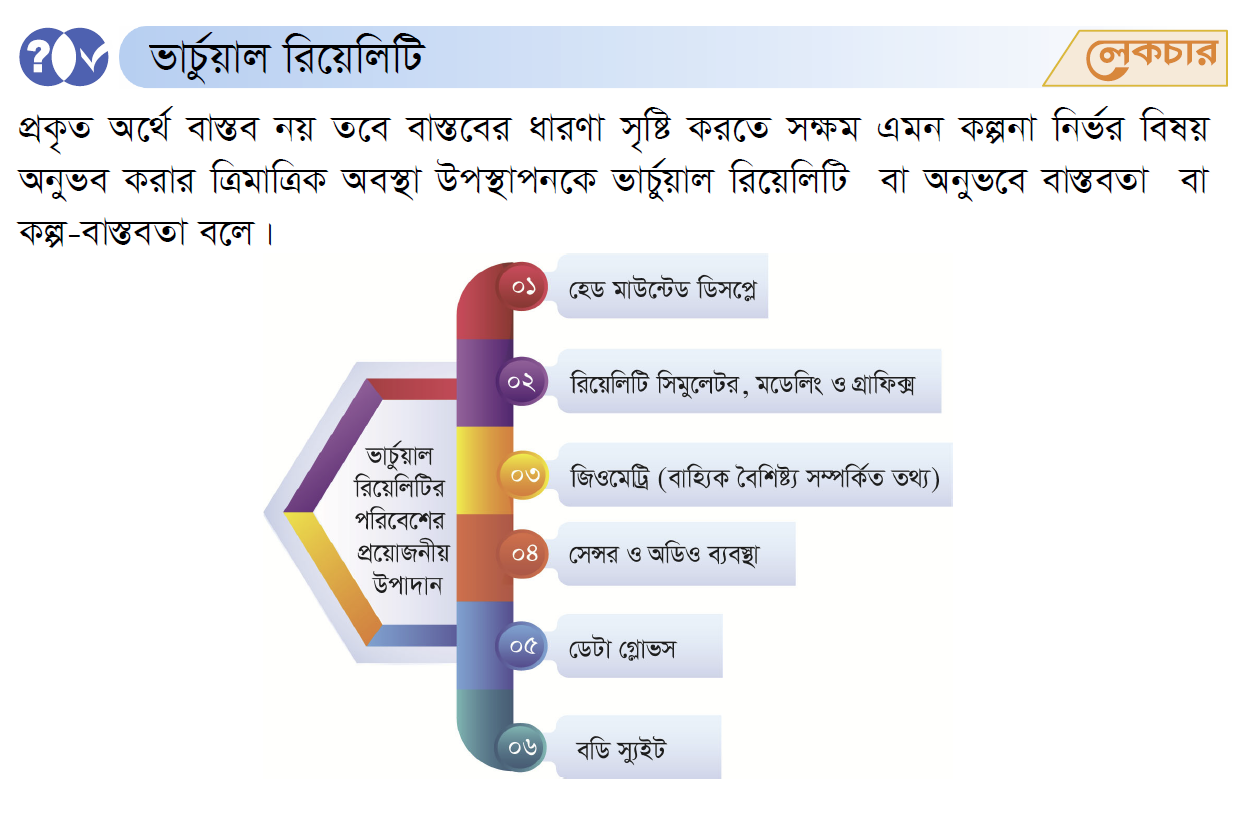 ভার্চুয়াল রিয়েলিটি
লেকচার
প্রকৃত অর্থে বাস্তব নয় তবে বাস্তবের ধারণা সৃষ্টি করতে সক্ষম এমন কল্পনা নির্ভর বিষয়
অনুভব করার ত্রিমাত্রিক অবস্থা উপস্থাপনকে ভার্চুয়াল রিয়েলিটি বা অনুভবে বাস্তবতা বা
কল্প-বাস্তবতা বলে।
ভার্চুয়াল
রিয়েলিটির
পরিবেশের
প্রয়োজনীয়
উপাদান
০১ হেড মাউন্টেড ডিসপ্লে
০২ রিয়েলিটি সিমুলেটর, মডেলিং ও গ্রাফিক্স
০৩ জিওমেট্রি (বাহ্যিক বৈশিষ্ট্য সম্পর্কিত তথ্য)
০৪ সেন্সর ও অডিও ব্যবস্থা
০৫ ডেটা গ্লোভস
০৬ বডি স্যুইট